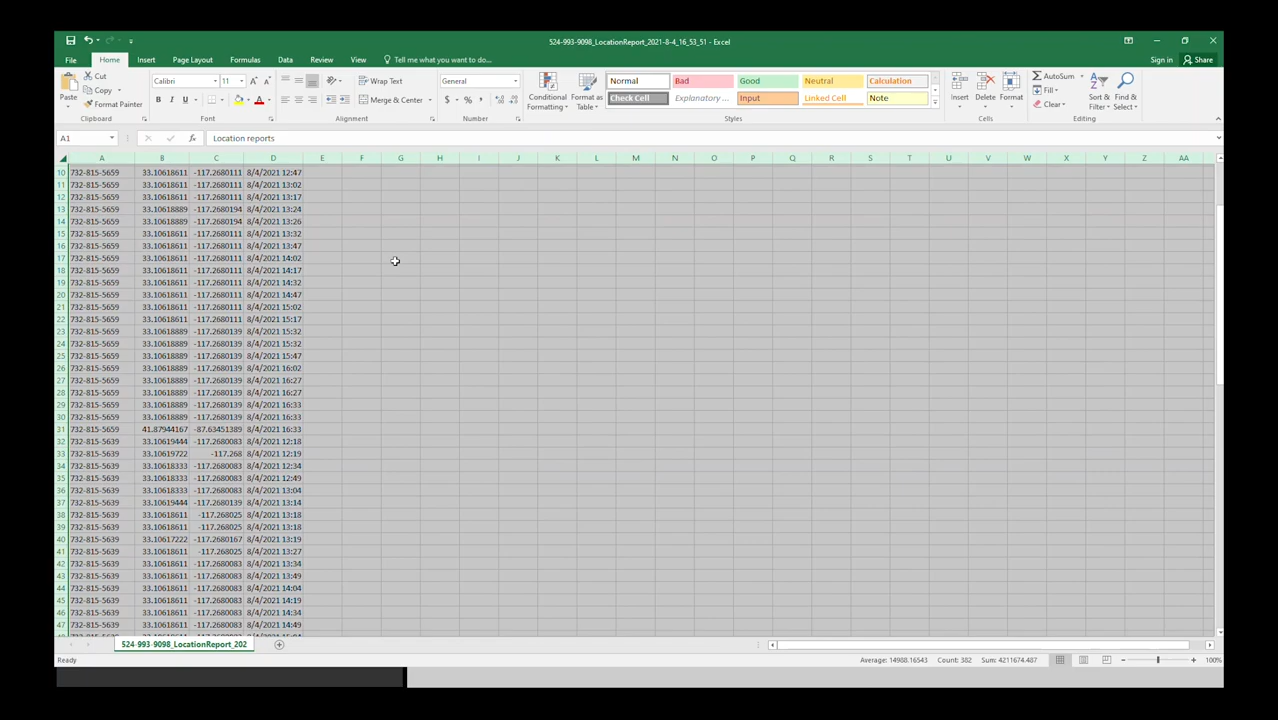 524-993-9098_LocationReport_2021-8-4_16_53_51 - Excel
File Home Insert Page Layout Formulas Data Review View Tell me what you want to do... Sign in Share
Paste Cut Copy Format Painter Clipboard
Calibri 11 B I U A Font
Wrap Text Merge & Center Alignment
General $ % , Number
Conditional Formatting Format as Table
Normal Bad Good Neutral Calculation
Check Cell Explanatory ... Input Linked Cell Note
Styles
Insert Delete Format Cells
AutoSum Fill Clear Sort & Filter Find & Select Editing
A1 fx Location reports
A B C D E F G H I J K L M N O P Q R S T U V W X Y Z AA
10 732-815-5659 33.10618611 -117.2680111 8/4/2021 12:47
11 732-815-5659 33.10618611 -117.2680111 8/4/2021 13:02
12 732-815-5659 33.10618611 -117.2680111 8/4/2021 13:17
13 732-815-5659 33.10618889 -117.2680194 8/4/2021 13:24
14 732-815-5659 33.10618889 -117.2680194 8/4/2021 13:26
15 732-815-5659 33.10618611 -117.2680111 8/4/2021 13:32
16 732-815-5659 33.10618611 -117.2680111 8/4/2021 13:47
17 732-815-5659 33.10618611 -117.2680111 8/4/2021 14:02
18 732-815-5659 33.10618611 -117.2680111 8/4/2021 14:17
19 732-815-5659 33.10618611 -117.2680111 8/4/2021 14:32
20 732-815-5659 33.10618611 -117.2680111 8/4/2021 14:47
21 732-815-5659 33.10618611 -117.2680111 8/4/2021 15:02
22 732-815-5659 33.10618611 -117.2680111 8/4/2021 15:17
23 732-815-5659 33.10618889 -117.2680139 8/4/2021 15:32
24 732-815-5659 33.10618889 -117.2680139 8/4/2021 15:32
25 732-815-5659 33.10618889 -117.2680139 8/4/2021 15:47
26 732-815-5659 33.10618889 -117.2680139 8/4/2021 16:02
27 732-815-5659 33.10618889 -117.2680139 8/4/2021 16:27
28 732-815-5659 33.10618889 -117.2680139 8/4/2021 16:27
29 732-815-5659 33.10618889 -117.2680139 8/4/2021 16:33
30 732-815-5659 33.10618889 -117.2680139 8/4/2021 16:33
31 732-815-5659 41.87944167 -87.63451389 8/4/2021 16:33
32 732-815-5639 33.10619444 -117.2680083 8/4/2021 12:18
33 732-815-5639 33.10619722 -117.268 8/4/2021 12:19
34 732-815-5639 33.10618333 -117.2680083 8/4/2021 12:34
35 732-815-5639 33.10618333 -117.2680083 8/4/2021 12:49
36 732-815-5639 33.10618333 -117.2680083 8/4/2021 13:04
37 732-815-5639 33.10619444 -117.2680139 8/4/2021 13:14
38 732-815-5639 33.10618611 -117.268025 8/4/2021 13:18
39 732-815-5639 33.10618611 -117.268025 8/4/2021 13:18
40 732-815-5639 33.10617222 -117.2680167 8/4/2021 13:19
41 732-815-5639 33.10618611 -117.268025 8/4/2021 13:27
42 732-815-5639 33.10618611 -117.2680083 8/4/2021 13:34
43 732-815-5639 33.10618611 -117.2680083 8/4/2021 13:49
44 732-815-5639 33.10618611 -117.2680083 8/4/2021 14:04
45 732-815-5639 33.10618611 -117.2680083 8/4/2021 14:19
46 732-815-5639 33.10618611 -117.2680083 8/4/2021 14:34
47 732-815-5639 33.10618611 -117.2680083 8/4/2021 14:49
524-993-9098_LocationReport_202
Ready Average: 14988.16543 Count: 382 Sum: 4211674.487 100%